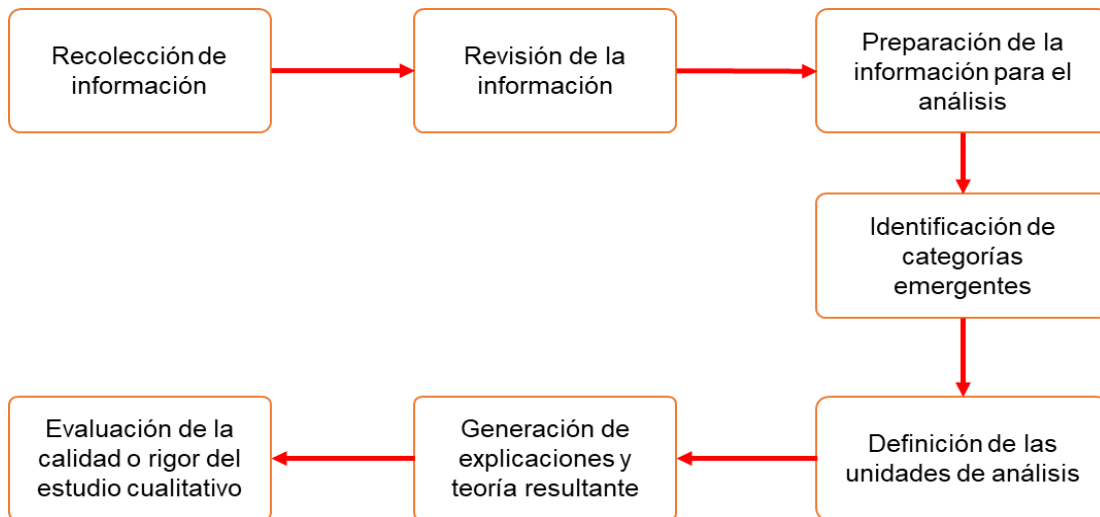 Recolección de
información
Revisión de la
información
Preparación de la
información para el
análisis
Identificación de
categorías
emergentes
Definición de las
unidades de análisis
Generación de
explicaciones y
teoría resultante
Evaluación de la
calidad o rigor del
estudio cualitativo